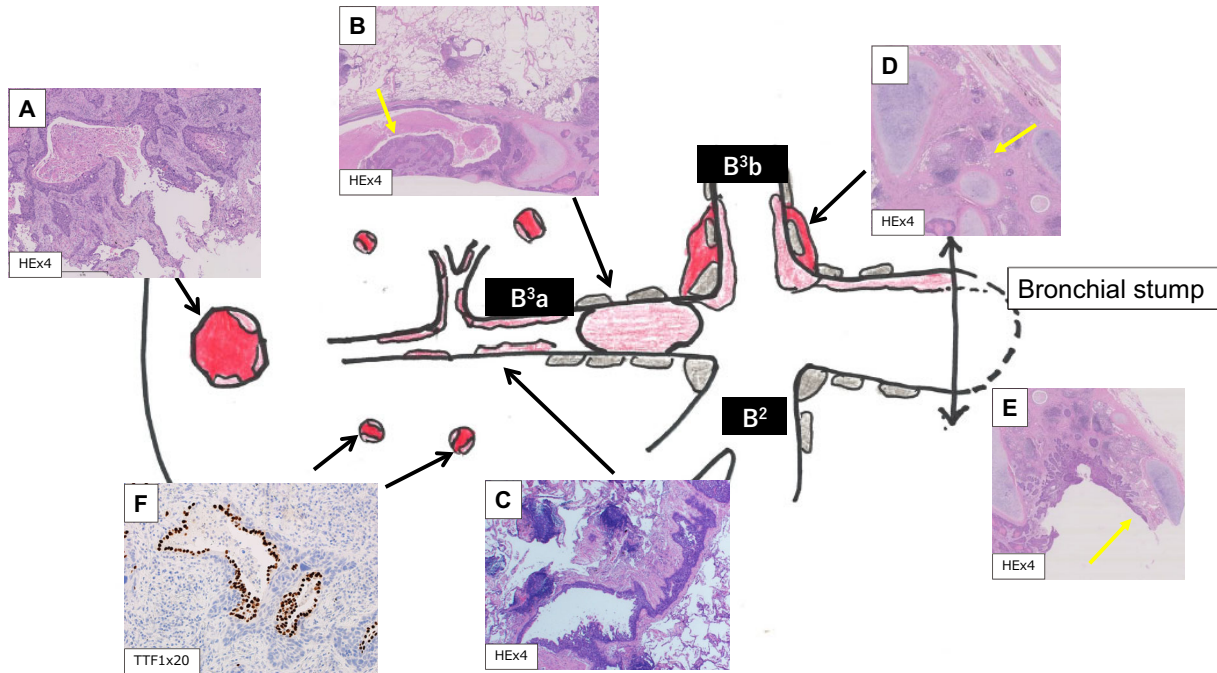 B
HEx4
D
HEx4
A
HEx4
B³b
B³a
Bronchial stump
B²
E
HEx4
F
TTF1x20
C
HEx4